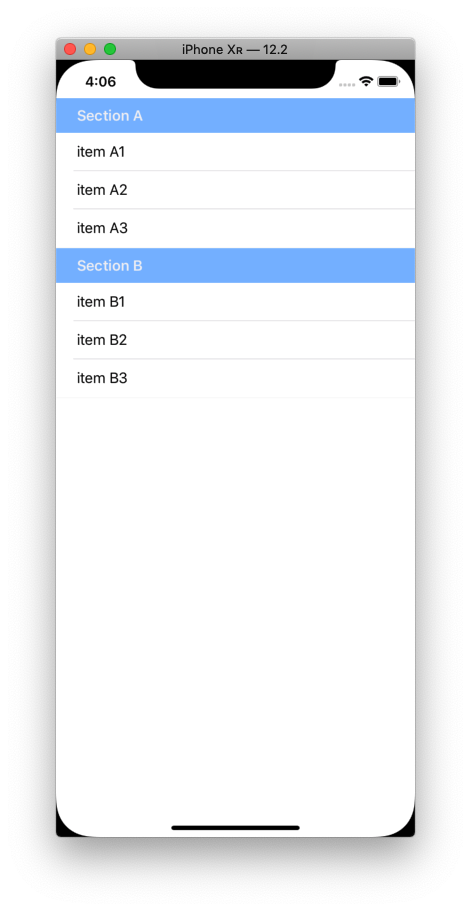 iPhone Xʀ — 12.2
4:06
Section A
item A1
item A2
item A3
Section B
item B1
item B2
item B3